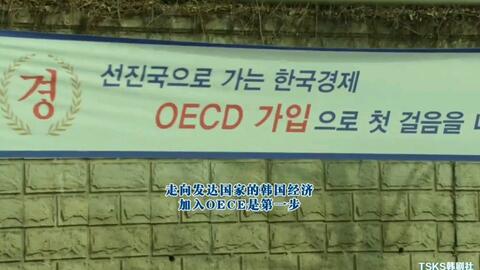 경
선진국으로 가는 한국경제
OECD 가입으로 첫 걸음을
走向发达国家的韩国经济
加入OECE是第一步
TSKS韩剧社